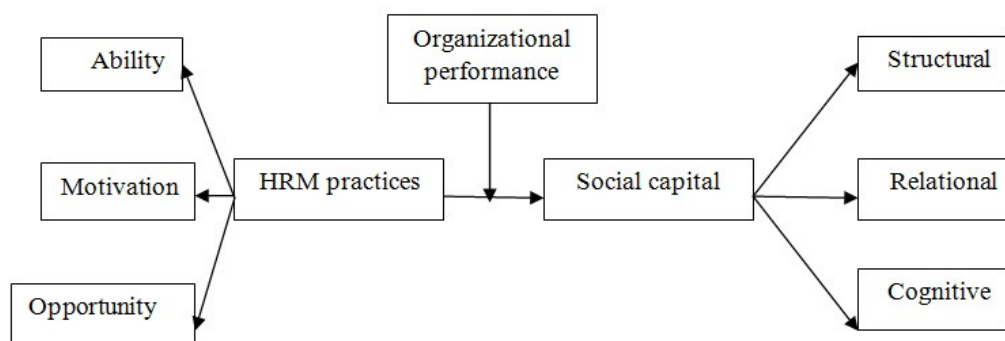 Organizational
performance
Ability
Structural
Motivation
HRM practices
Social capital
Relational
Opportunity
Cognitive